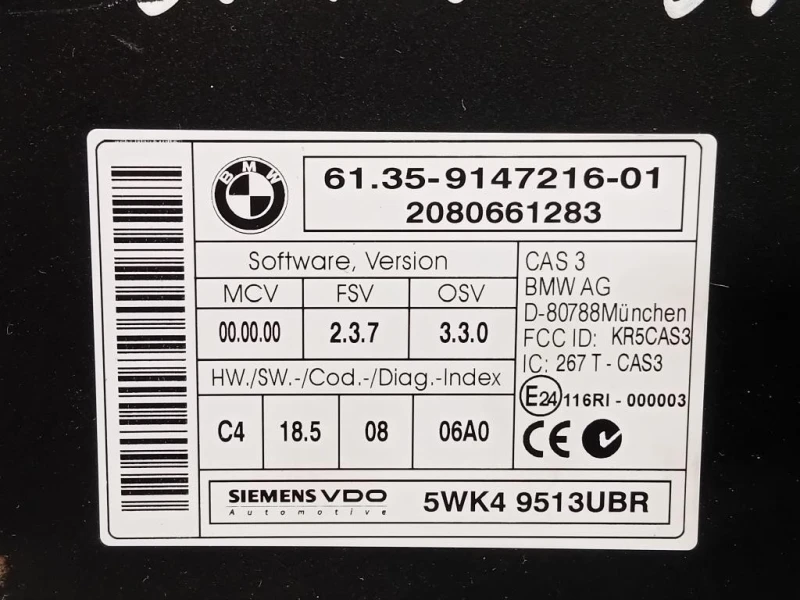 BMW
61.35-9147216-01
2080661283
Software, Version
MCV FSV OSV
00.00.00 2.3.7 3.3.0
HW./SW.-/Cod.-/Diag.-Index
C4 18.5 08 06A0
CAS 3
BMW AG
D-80788München
FCC ID: KR5CAS3
IC: 267 T - CAS3
E24 116RI - 000003
CE
SIEMENS VDO
Automotive
5WK4 9513UBR